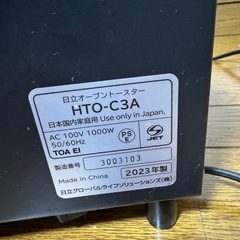 日立オーブントースター
HTO-C3A
日本国内家庭用 Use only in Japan.
AC 100V 1000W
50/60Hz
TOA EI
PS
E
JET
製造番号 3003103
2023年製
Made in China
日立グローバルライフソリューションズ(株)